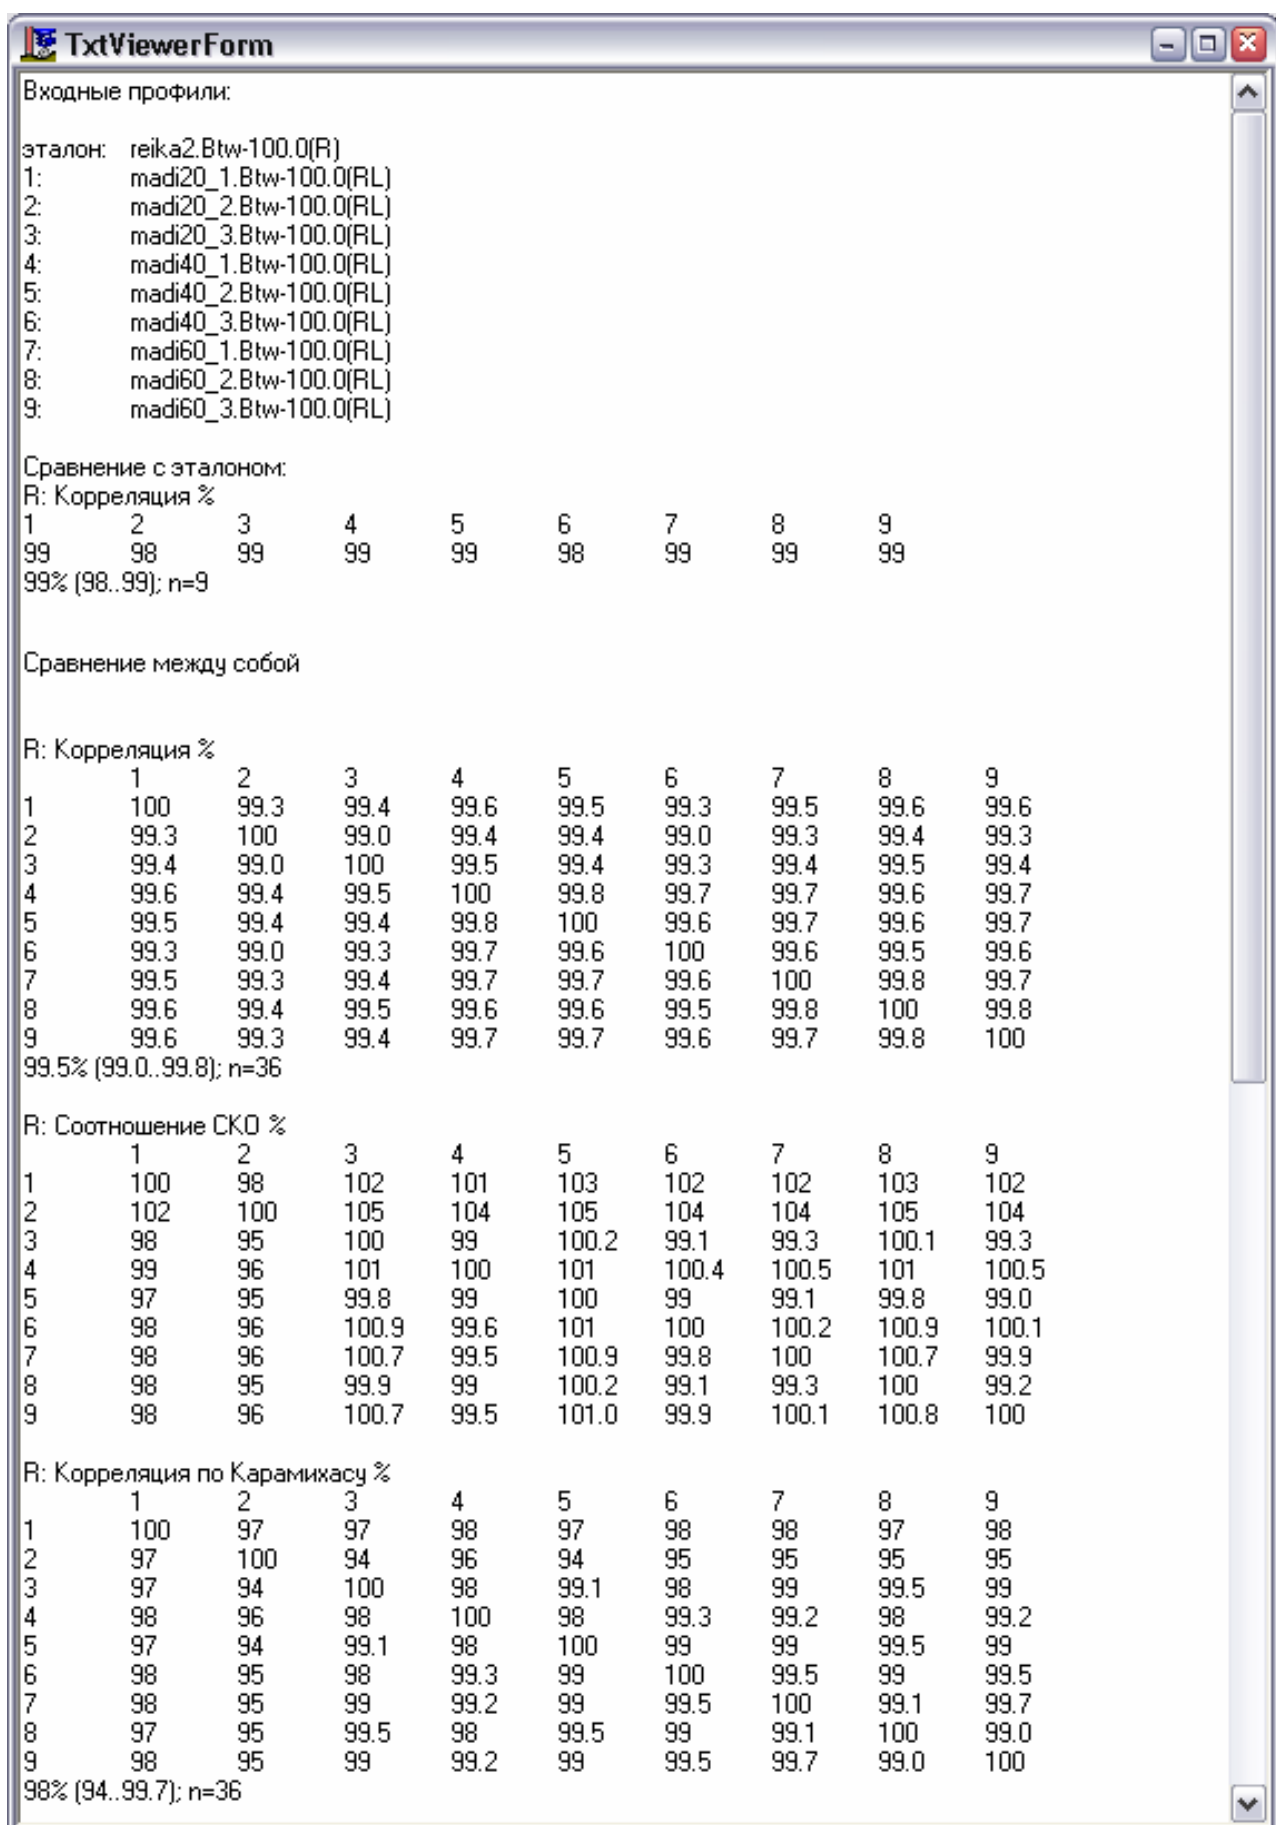 TxtViewerForm
Входные профили:
эталон: reika2.Btw-100.0(R)
1: madi20_1.Btw-100.0(RL)
2: madi20_2.Btw-100.0(RL)
3: madi20_3.Btw-100.0(RL)
4: madi40_1.Btw-100.0(RL)
5: madi40_2.Btw-100.0(RL)
6: madi40_3.Btw-100.0(RL)
7: madi60_1.Btw-100.0(RL)
8: madi60_2.Btw-100.0(RL)
9: madi60_3.Btw-100.0(RL)
Сравнение с эталоном:
R: Корреляция %
1 2 3 4 5 6 7 8 9
99 98 99 99 99 98 99 99 99
99% (98..99); n=9
Сравнение между собой
R: Корреляция %
1 2 3 4 5 6 7 8 9
1 100 99.3 99.4 99.6 99.5 99.3 99.5 99.6 99.6
2 99.3 100 99.0 99.4 99.4 99.0 99.3 99.4 99.3
3 99.4 99.0 100 99.5 99.4 99.3 99.4 99.5 99.4
4 99.6 99.4 99.5 100 99.8 99.7 99.7 99.6 99.7
5 99.5 99.4 99.4 99.8 100 99.6 99.7 99.6 99.7
6 99.3 99.0 99.3 99.7 99.6 100 99.6 99.5 99.6
7 99.5 99.3 99.4 99.7 99.7 99.6 100 99.8 99.7
8 99.6 99.4 99.5 99.6 99.6 99.5 99.8 100 99.8
9 99.6 99.3 99.4 99.7 99.7 99.6 99.7 99.8 100
99.5% (99.0..99.8); n=36
R: Соотношение СКО %
1 2 3 4 5 6 7 8 9
1 100 98 102 101 103 102 102 103 102
2 102 100 105 104 105 104 104 105 104
3 98 95 100 99 100.2 99.1 99.3 100.1 99.3
4 99 96 101 100 101 100.4 100.5 101 100.5
5 97 95 99.8 99 100 99 99.1 99.8 99.0
6 98 96 100.9 99.6 101 100 100.2 100.9 100.1
7 98 96 100.7 99.5 100.9 99.8 100 100.7 99.9
8 98 95 99.9 99 100.2 99.1 99.3 100 99.2
9 98 96 100.7 99.5 101.0 99.9 100.1 100.8 100
R: Корреляция по Карамихасу %
1 2 3 4 5 6 7 8 9
1 100 97 97 98 97 98 98 97 98
2 97 100 94 96 94 95 95 95 95
3 97 94 100 98 99.1 98 99 99.5 99
4 98 96 98 100 98 99.3 99.2 98 99.2
5 97 94 99.1 98 100 99 99 99.5 99
6 98 95 98 99.3 99 100 99.5 99 99.5
7 98 95 99 99.2 99 99.5 100 99.1 99.7
8 97 95 99.5 98 99.5 99 99.1 100 99.0
9 98 95 99 99.2 99 99.5 99.7 99.0 100
98% (94..99.7); n=36